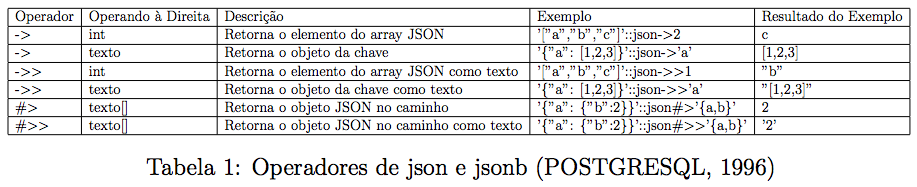 Operador Operando à Direita Descrição Exemplo Resultado do Exemplo
-> int Retorna o elemento do array JSON '["a","b","c"]'::json->2 c
-> texto Retorna o objeto da chave '{"a": [1,2,3]}'::json->'a' [1,2,3]
->> int Retorna o elemento do array JSON como texto '["a","b","c"]'::json->>1 "b"
->> texto Retorna o objeto da chave como texto '{"a": [1,2,3]}'::json->>'a' "[1,2,3]"
#> texto[] Retorna o objeto JSON no caminho '{"a": {"b":2}}'::json#>'{a,b}' 2
#>> texto[] Retorna o objeto JSON no caminho como texto '{"a": {"b":2}}'::json#>>'{a,b}' '2'
Tabela 1: Operadores de json e jsonb (POSTGRESQL, 1996)